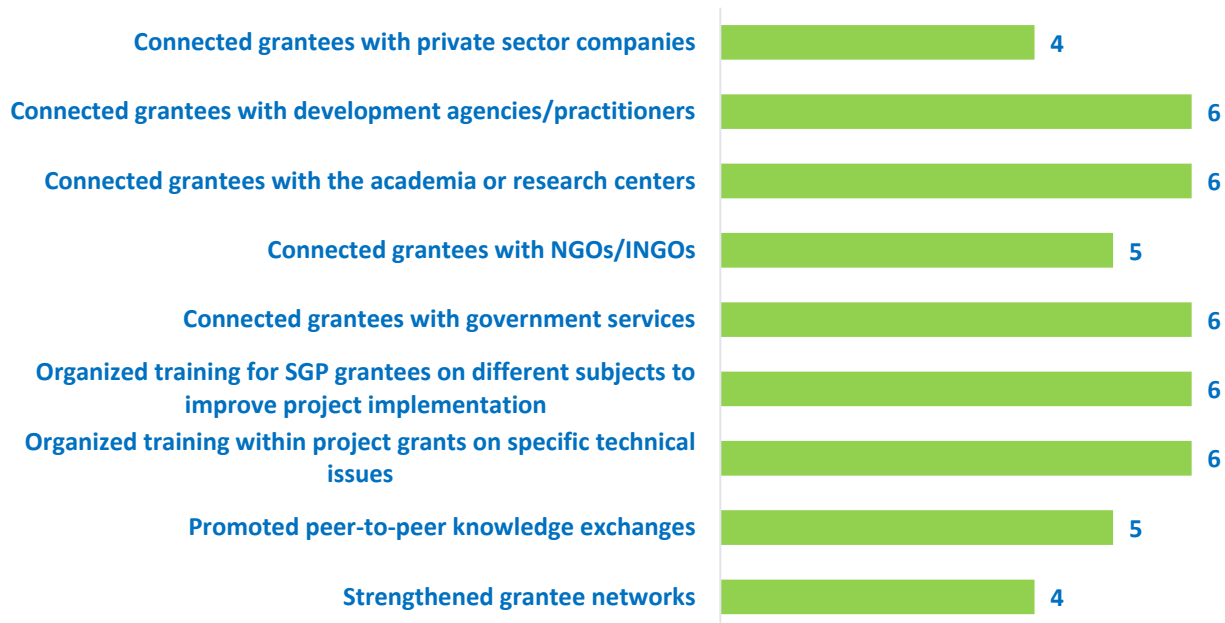 Connected grantees with private sector companies
4
Connected grantees with development agencies/practitioners
6
Connected grantees with the academia or research centers
6
Connected grantees with NGOs/INGOs
5
Connected grantees with government services
6
Organized training for SGP grantees on different subjects to
improve project implementation
6
Organized training within project grants on specific technical
issues
6
Promoted peer-to-peer knowledge exchanges
5
Strengthened grantee networks
4